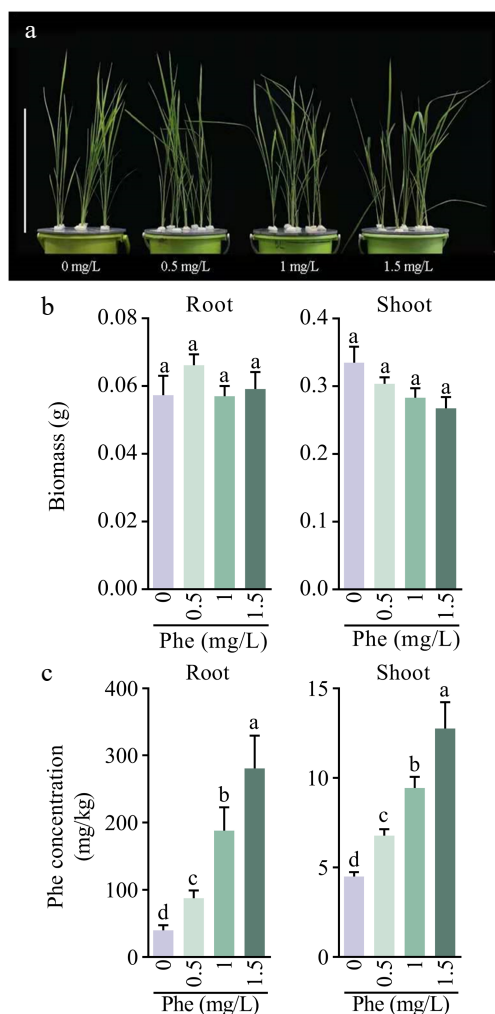 a
0 mg/L 0.5 mg/L 1 mg/L 1.5 mg/L
b
Root
Shoot
Biomass (g)
0.08
0.06
0.04
0.02
0.00
a a a a
0 0.5 1 1.5
Phe (mg/L)
0.4
0.3
0.2
0.1
0.0
a a a a
0 0.5 1 1.5
Phe (mg/L)
c
Root
Shoot
Phe concentration
(mg/kg)
400
300
200
100
0
d c b a
0 0.5 1 1.5
Phe (mg/L)
15
10
5
0
d c b a
0 0.5 1 1.5
Phe (mg/L)